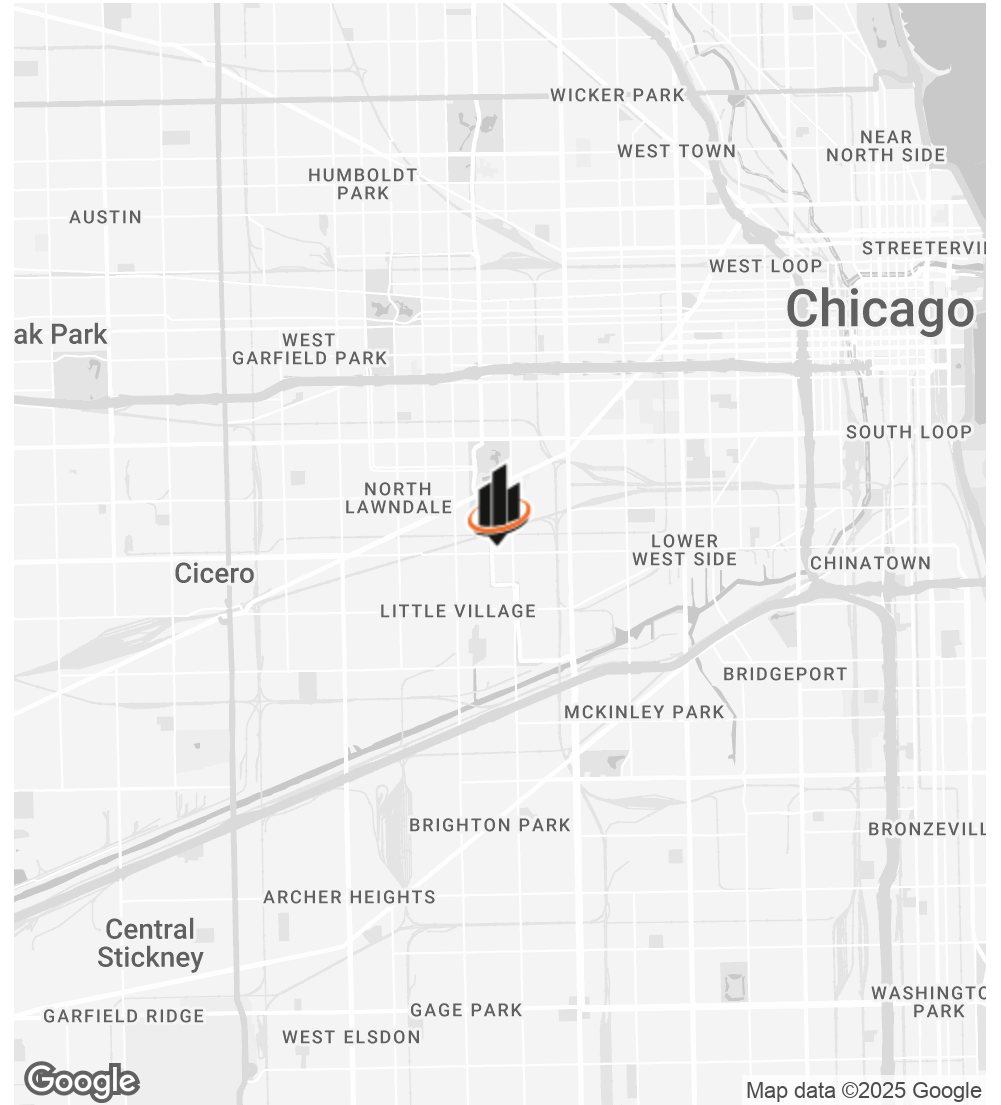 WICKER PARK
NEAR
NORTH SIDE
WEST TOWN
HUMBOLDT
PARK
AUSTIN
STREETERVI
WEST LOOP
Chicago
ak Park
WEST
GARFIELD PARK
SOUTH LOOP
NORTH
LAWNDALE
LOWER
WEST SIDE
CHINATOWN
Cicero
LITTLE VILLAGE
BRIDGEPORT
MCKINLEY PARK
BRIGHTON PARK
BRONZEVILL
ARCHER HEIGHTS
Central
Stickney
WASHINGTO
PARK
GARFIELD RIDGE
GAGE PARK
WEST ELSDON
Google
Map data ©2025 Google